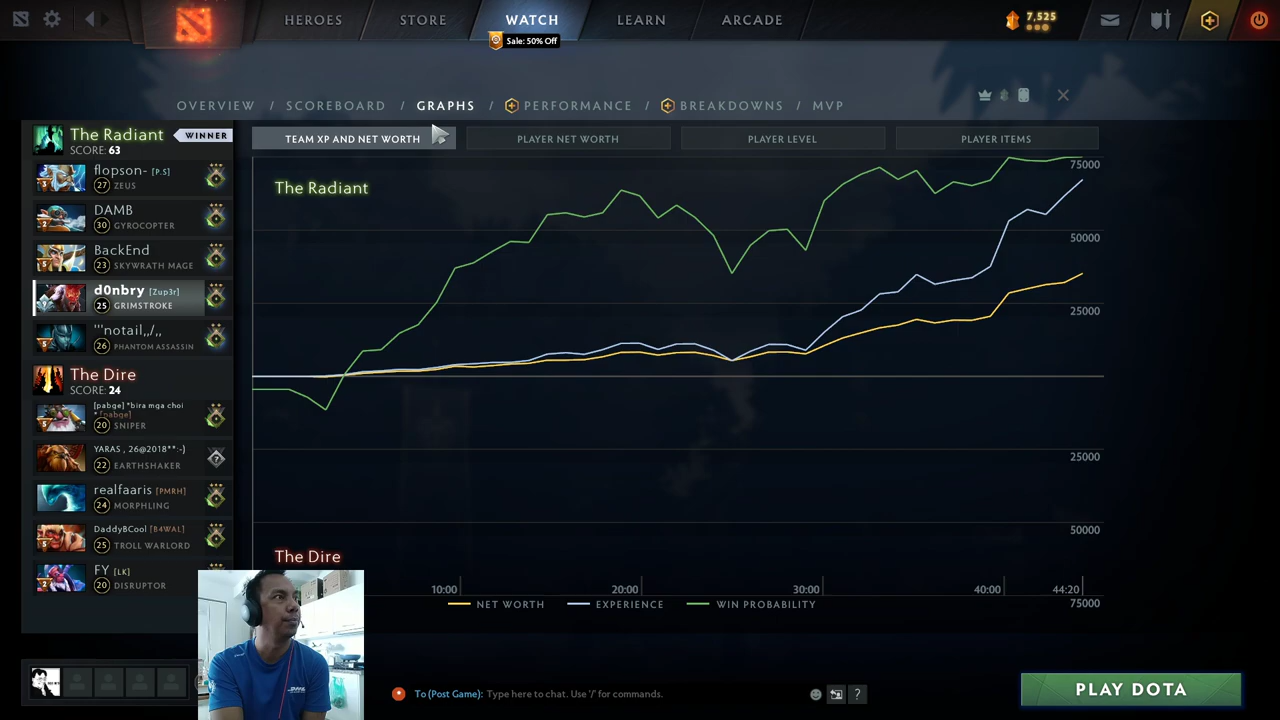 HEROES
STORE
WATCH
LEARN
ARCADE
7,525
Sale: 50% Off
OVERVIEW / SCOREBOARD / GRAPHS / PERFORMANCE / BREAKDOWNS / MVP
The Radiant
WINNER
SCORE: 63
flopson- [P.S]
27 ZEUS
DAMB
30 GYROCOPTER
BackEnd
23 SKYWRATH MAGE
d0nbry [Zup3r]
25 GRIMSTROKE
'''notail,,/,,
26 PHANTOM ASSASSIN
The Dire
SCORE: 24
[pabge] *bira mga choi
* [pabge]
20 SNIPER
YARAS , 26@2018**:-)
22 EARTHSHAKER
realfaaris [PMRH]
24 MORPHLING
DaddyBCool [B4WAL]
25 TROLL WARLORD
FY [LK]
20 DISRUPTOR
TEAM XP AND NET WORTH
PLAYER NET WORTH
PLAYER LEVEL
PLAYER ITEMS
The Radiant
75000
50000
25000
25000
50000
The Dire
10:00
20:00
30:00
40:00
44:20
75000
NET WORTH
EXPERIENCE
WIN PROBABILITY
To (Post Game): Type here to chat. Use '/' for commands.
?
PLAY DOTA